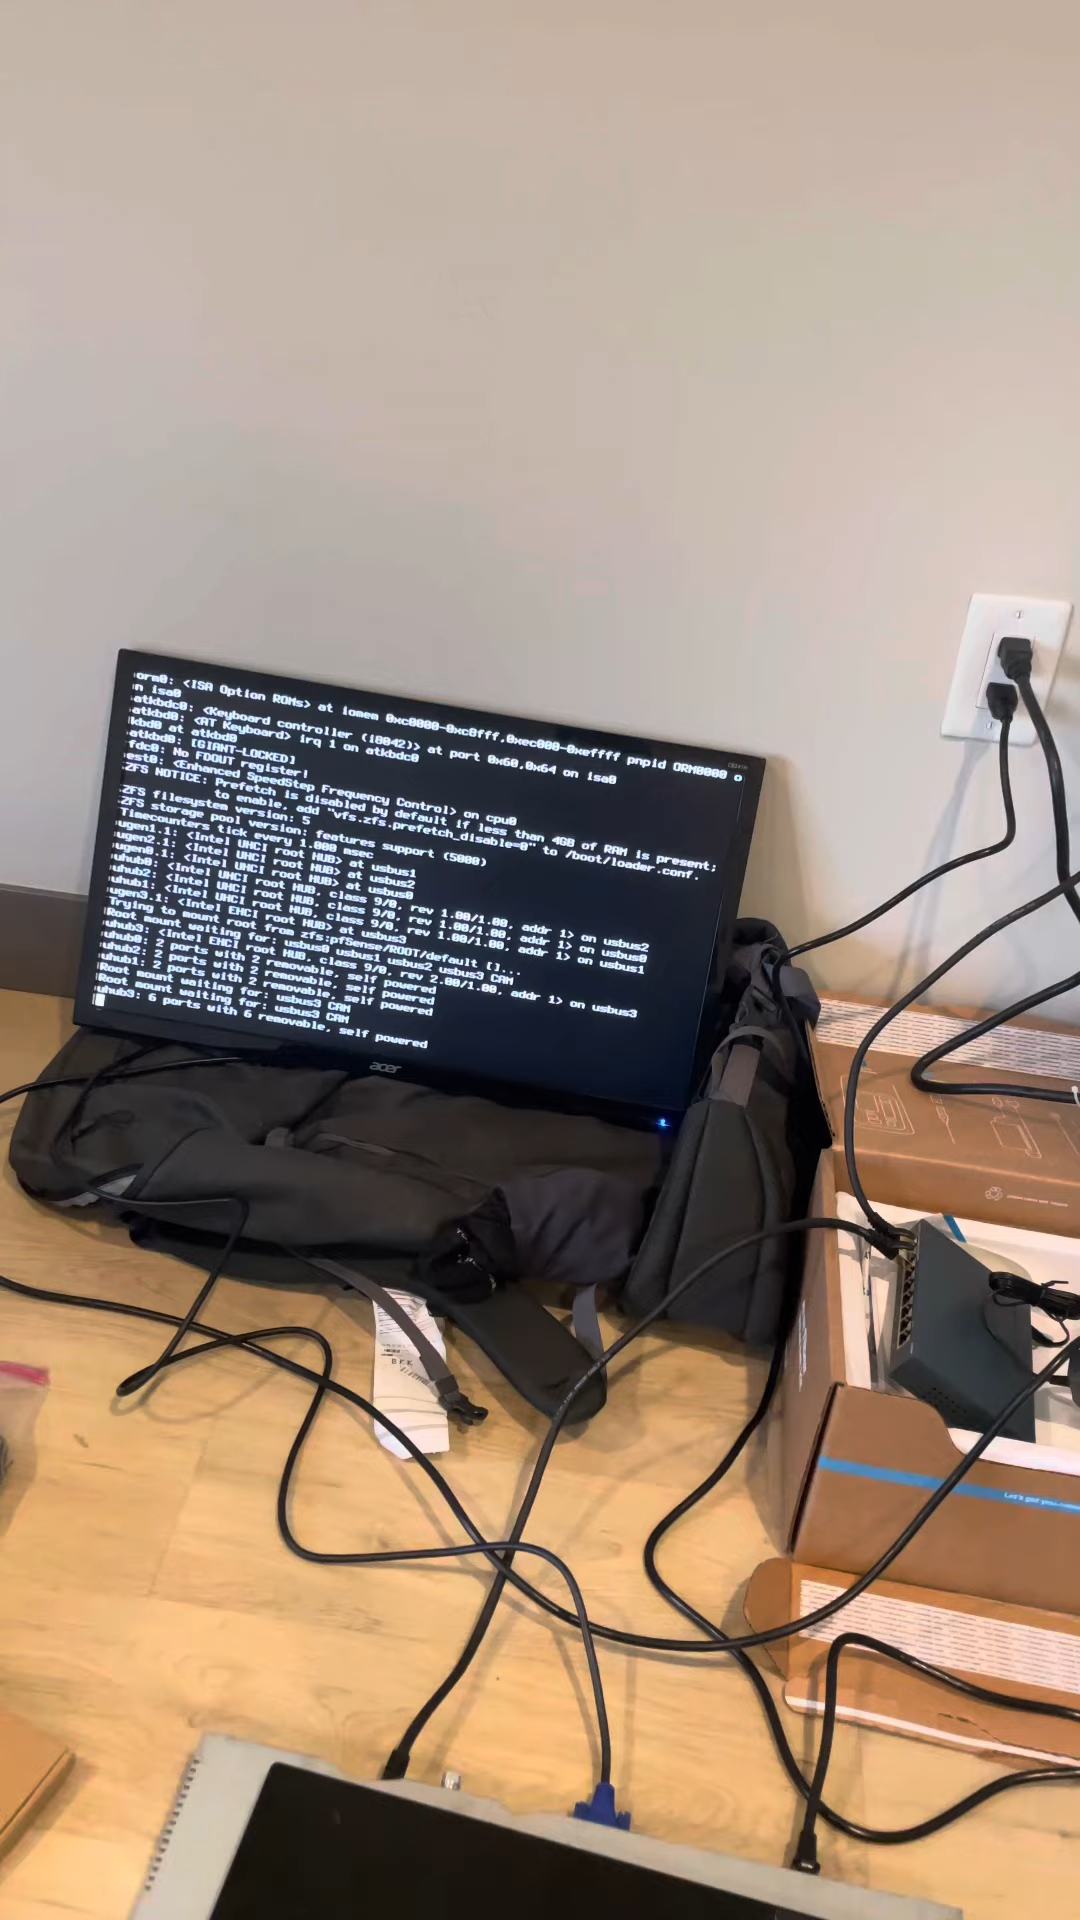 orm0: <ISA Option ROMs> at iomem 0xc0000-0xc8fff,0xec000-0xeffff pnpid ORM0000 o
n isa0
atkbdc0: <Keyboard controller (i8042)> at port 0x60,0x64 on isa0
atkbd0: <AT Keyboard> irq 1 on atkbdc0
kbd0 at atkbd0
atkbd0: [GIANT-LOCKED]
fdc0: No FDOUT register!
est0: <Enhanced SpeedStep Frequency Control> on cpu0
ZFS NOTICE: Prefetch is disabled by default if less than 4GB of RAM is present;
to enable, add "vfs.zfs.prefetch_disable=0" to /boot/loader.conf.
ZFS filesystem version: 5
ZFS storage pool version: features support (5000)
Timecounters tick every 1.000 msec
ugen1.1: <Intel UHCI root HUB> at usbus1
ugen2.1: <Intel UHCI root HUB> at usbus2
ugen0.1: <Intel UHCI root HUB> at usbus0
uhub0: <Intel UHCI root HUB, class 9/0, rev 1.00/1.00, addr 1> on usbus2
uhub2: <Intel UHCI root HUB, class 9/0, rev 1.00/1.00, addr 1> on usbus0
uhub1: <Intel UHCI root HUB, class 9/0, rev 1.00/1.00, addr 1> on usbus1
ugen3.1: <Intel EHCI root HUB> at usbus3
Trying to mount root from zfs:pfSense/ROOT/default []...
Root mount waiting for: usbus0 usbus1 usbus2 usbus3 CAM
uhub3: <Intel EHCI root HUB, class 9/0, rev 2.00/1.00, addr 1> on usbus3
uhub0: 2 ports with 2 removable, self powered
uhub2: 2 ports with 2 removable, self powered
uhub1: 2 ports with 2 removable, self powered
Root mount waiting for: usbus3 CAM
Root mount waiting for: usbus3 CAM
uhub3: 6 ports with 6 removable, self powered
acer
BKK
Let's get you